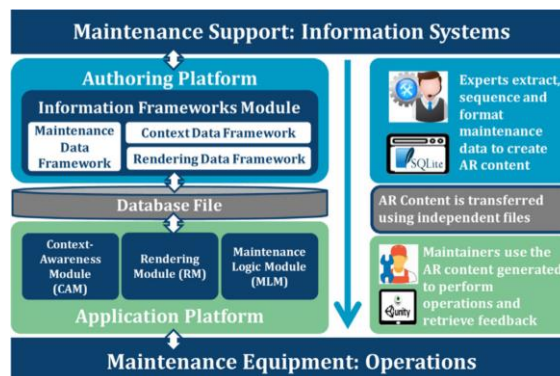 Maintenance Support: Information Systems
Authoring Platform
Information Frameworks Module
Maintenance
Data
Framework
Context Data Framework
Rendering Data Framework
Database File
Context-
Awareness
Module
(CAM)
Rendering
Module (RM)
Maintenance
Logic Module
(MLM)
Application Platform
Experts extract,
sequence and
format
maintenance
data to create
AR content
SQLite
AR Content is transferred
using independent files
Maintainers use the
AR content generated
to perform
operations and
retrieve feedback
unity
Maintenance Equipment: Operations